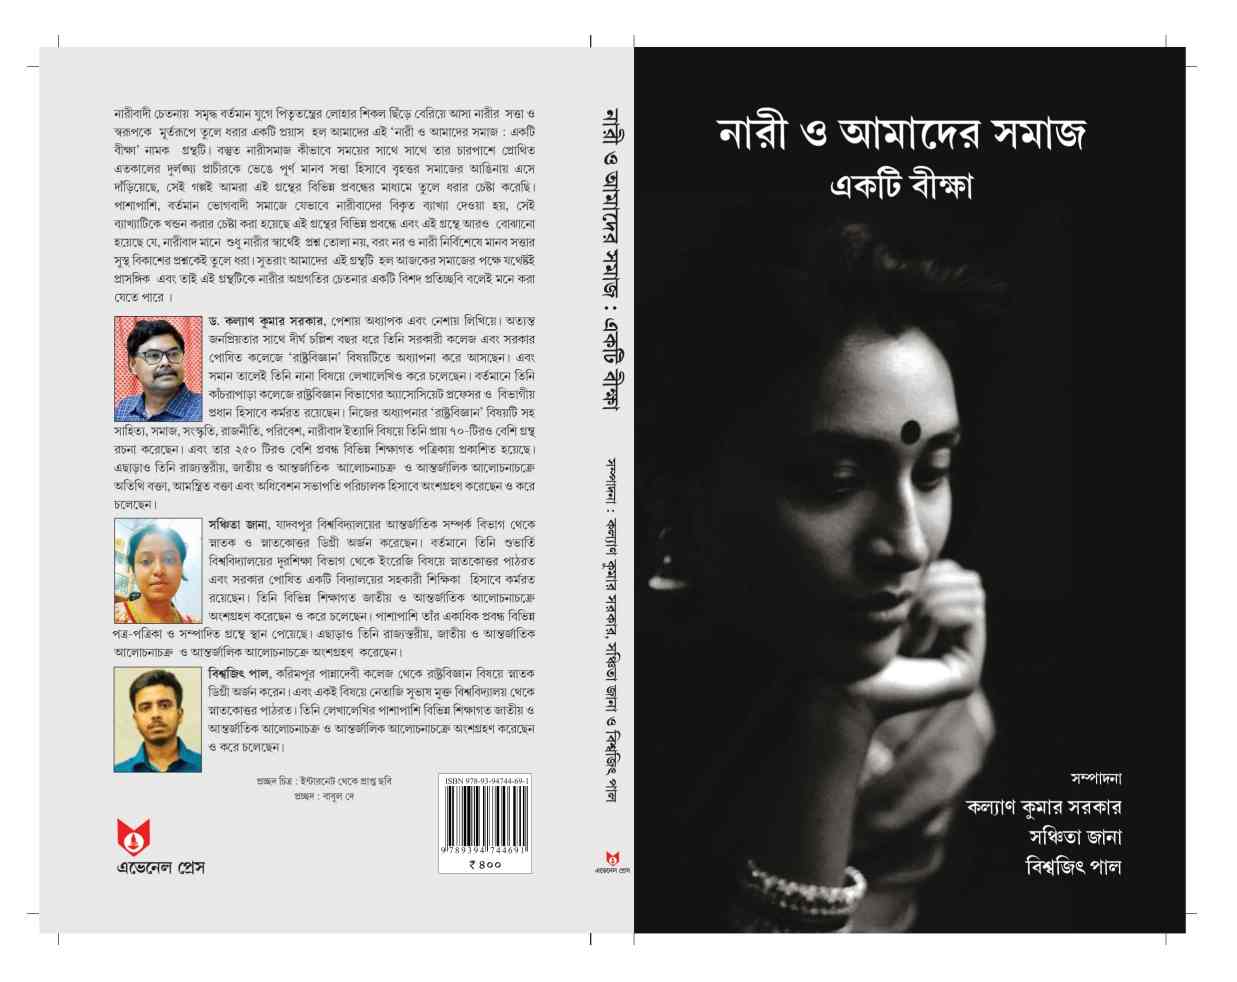 নারীবাদী চেতনায় সমৃদ্ধ বর্তমান যুগে পিতৃতন্ত্রের লোহার শিকল ছিঁড়ে বেরিয়ে আসা নারীর সত্তা ও
স্বরূপকে মূর্তরূপে তুলে ধরার একটি প্রয়াস হল আমাদের এই ‘নারী ও আমাদের সমাজ : একটি
বীক্ষা’ নামক গ্রন্থটি। বস্তুত নারীসমাজ কীভাবে সময়ের সাথে সাথে তার চারপাশে প্রোথিত
এতকালের দুর্লঙ্ঘ্য প্রাচীরকে ভেঙে পূর্ণ মানব সত্তা হিসাবে বৃহত্তর সমাজের আঙিনায় এসে
দাঁড়িয়েছে, সেই গল্পই আমরা এই গ্রন্থের বিভিন্ন প্রবন্ধের মাধ্যমে তুলে ধরার চেষ্টা করেছি।
পাশাপাশি, বর্তমান ভোগবাদী সমাজে যেভাবে নারীবাদের বিকৃত ব্যাখা দেওয়া হয়, সেই
ব্যাখ্যাটিকে খন্ডন করার চেষ্টা করা হয়েছে এই গ্রন্থের বিভিন্ন প্রবন্ধে এবং এই গ্রন্থে আরও বোঝানো
হয়েছে যে, নারীবাদ মানে শুধু নারীর স্বার্থেই প্রশ্ন তোলা নয়, বরং নর ও নারী নির্বিশেষে মানব সত্তার
সুস্থ বিকাশের প্রশ্নকেই তুলে ধরা। সুতরাং আমাদের এই গ্রন্থটি হল আজকের সমাজের পক্ষে যথেষ্টই
প্রাসঙ্গিক এবং তাই এই গ্রন্থটিকে নারীর অগ্রগতির চেতনার একটি বিশদ প্রতিচ্ছবি বলেই মনে করা
যেতে পারে ।
ড. কল্যাণ কুমার সরকার, পেশায় অধ্যাপক এবং নেশায় লিখিয়ে। অত্যন্ত
জনপ্রিয়তার সাথে দীর্ঘ চল্লিশ বছর ধরে তিনি সরকারী কলেজ এবং সরকার
পোষিত কলেজে ‘রাষ্ট্রবিজ্ঞান’ বিষয়টিতে অধ্যাপনা করে আসছেন। এবং
সমান তালেই তিনি নানা বিষয়ে লেখালেখিও করে চলেছেন। বর্তমানে তিনি
কাঁচরাপাড়া কলেজে রাষ্ট্রবিজ্ঞান বিভাগের অ্যাসোসিয়েট প্রফেসর ও বিভাগীয়
প্রধান হিসাবে কর্মরত রয়েছেন। নিজের অধ্যাপনার ‘রাষ্ট্রবিজ্ঞান’ বিষয়টি সহ
সাহিত্য, সমাজ, সংস্কৃতি, রাজনীতি, পরিবেশ, নারীবাদ ইত্যাদি বিষয়ে তিনি প্রায় ৭০-টিরও বেশি গ্রন্থ
রচনা করেছেন। এবং তার ২৫০ টিরও বেশি প্রবন্ধ বিভিন্ন শিক্ষাগত পত্রিকায় প্রকাশিত হয়েছে।
এছাড়াও তিনি রাজ্যস্তরীয়, জাতীয় ও আন্তর্জাতিক আলোচনাচক্র ও আন্তর্জালিক আলোচনাচক্রে
অতিথি বক্তা, আমন্ত্রিত বক্তা এবং অধিবেশন সভাপতি পরিচালক হিসাবে অংশগ্রহণ করেছেন ও করে
চলেছেন।
সঞ্চিতা জানা, যাদবপুর বিশ্ববিদ্যালয়ের আন্তর্জাতিক সম্পর্ক বিভাগ থেকে
স্নাতক ও স্নাতকোত্তর ডিগ্রী অর্জন করেছেন। বর্তমানে তিনি শুভার্তি
বিশ্ববিদ্যালয়ের দূরশিক্ষা বিভাগ থেকে ইংরেজি বিষয়ে স্নাতকোত্তর পাঠরত
এবং সরকার পোষিত একটি বিদ্যালয়ের সহকারী শিক্ষিকা হিসাবে কর্মরত
রয়েছেন। তিনি বিভিন্ন শিক্ষাগত জাতীয় ও আন্তর্জাতিক আলোচনাচক্রে
অংশগ্রহণ করেছেন ও করে চলেছেন। পাশাপাশি তাঁর একাধিক প্রবন্ধ বিভিন্ন
পত্র-পত্রিকা ও সম্পাদিত গ্রন্থে স্থান পেয়েছে। এছাড়াও তিনি রাজ্যস্তরীয়, জাতীয় ও আন্তর্জাতিক
আলোচনাচক্র ও আন্তর্জালিক আলোচনাচক্রে অংশগ্রহণ করেছেন।
বিশ্বজিৎ পাল, করিমপুর পান্নাদেবী কলেজ থেকে রাষ্ট্রবিজ্ঞান বিষয়ে স্নাতক
ডিগ্রী অর্জন করেন। এবং একই বিষয়ে নেতাজি সুভাষ মুক্ত বিশ্ববিদ্যালয় থেকে
স্নাতকোত্তর পাঠরত। তিনি লেখালেখির পাশাপাশি বিভিন্ন শিক্ষাগত জাতীয় ও
আন্তর্জাতিক আলোচনাচক্র ও আন্তর্জালিক আলোচনাচক্রে অংশগ্রহণ করেছেন
ও করে চলেছেন।
প্রচ্ছদ চিত্র : ইন্টারনেট থেকে প্রাপ্ত ছবি
প্রচ্ছদ : বাবুল দে
ISBN 978-93-94744-69-1
9 789394 744691
₹ ৪০০
এভেনেল প্রেস
নারী ও আমাদের সমাজ : একটি বীক্ষা
সম্পাদনা : কল্যাণ কুমার সরকার, সঞ্চিতা জানা ও বিশ্বজিৎ পাল
এভেনেল প্রেস
নারী ও আমাদের সমাজ
একটি বীক্ষা
সম্পাদনা
কল্যাণ কুমার সরকার
সঞ্চিতা জানা
বিশ্বজিৎ পাল